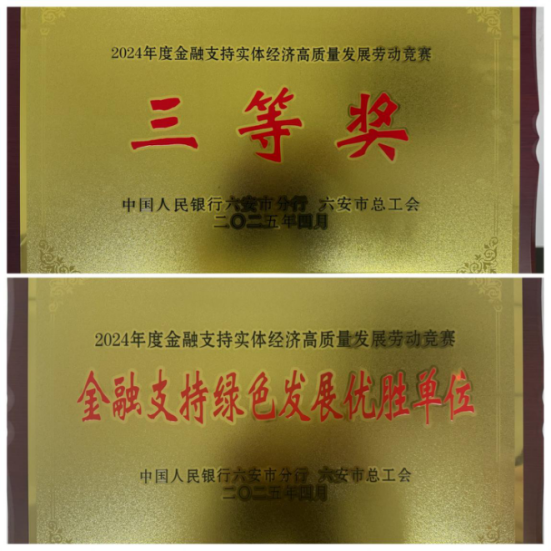 2024年度金融支持实体经济高质量发展劳动竞赛
三等奖
中国人民银行六安市分行 六安市总工会
二〇二五年四月
2024年度金融支持实体经济高质量发展劳动竞赛
金融支持绿色发展优胜单位
中国人民银行六安市分行 六安市总工会
二〇二五年四月